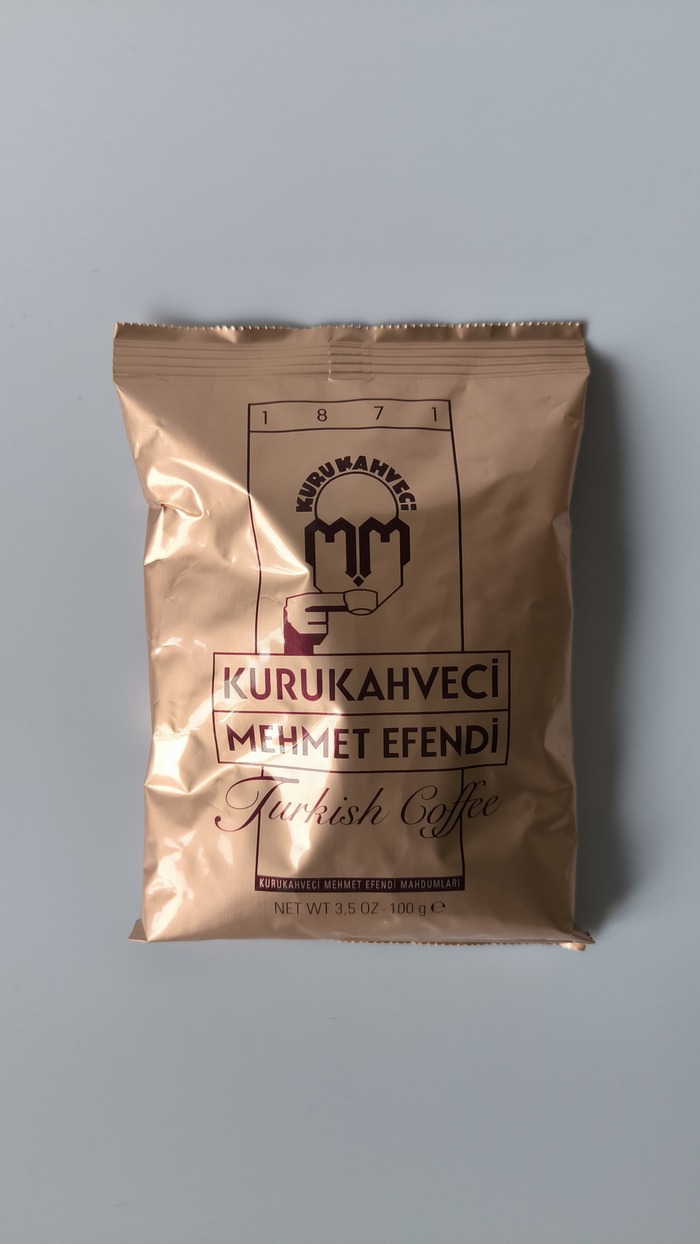 1 8 7 1
KURUKAHVECİ
MM
KURUKAHVECİ
MEHMET EFENDİ
Turkish Coffee
KURUKAHVECİ MEHMET EFENDİ MAHDUMLARI
NET WT 3,5 OZ - 100 g ℮